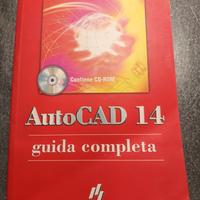 Contiene CD-ROM
AutoCAD 14
guida completa